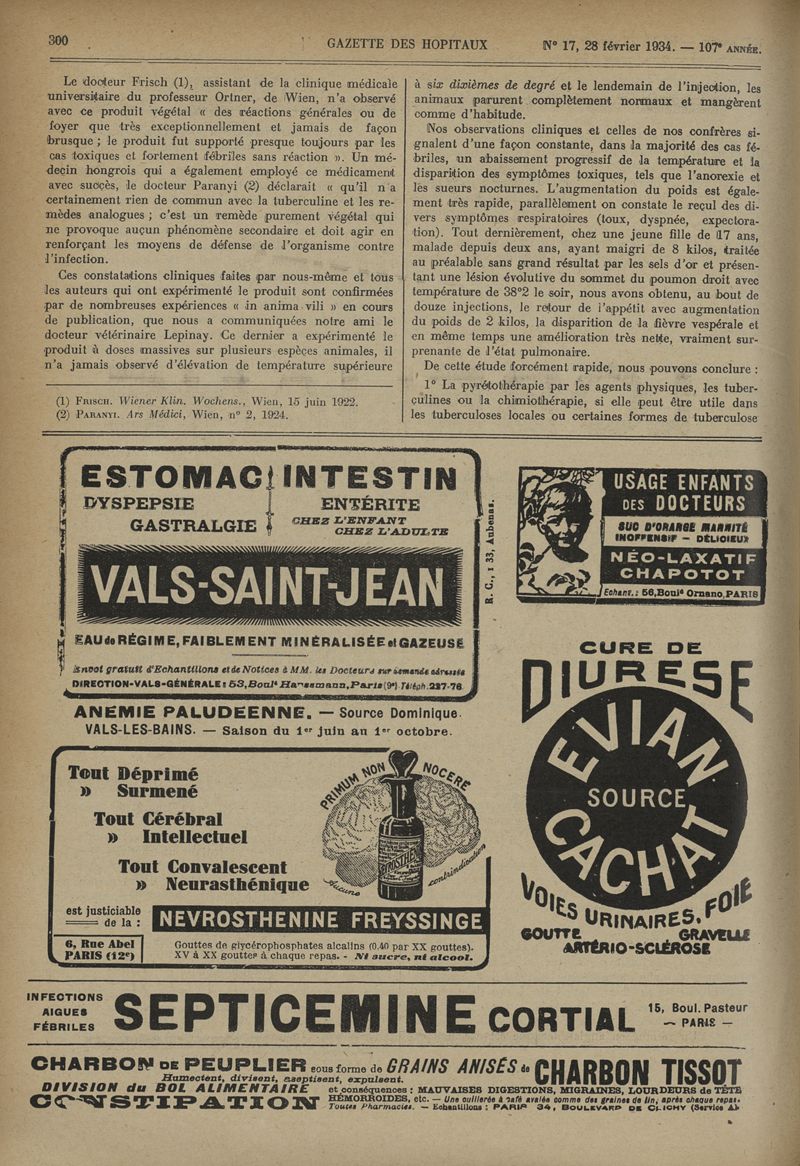 300
GAZETTE DES HOPITAUX
N° 17, 28 février 1934. — 107e ANNÉE.
Le docteur Frisch (1), assistant de la clinique médicale
universitaire du professeur Ortner, de Wien, n'a observé
avec ce produit végétal « des réactions générales ou de
foyer que très exceptionnellement et jamais de façon
brusque ; le produit fut supporté presque toujours par les
cas toxiques et fortement fébriles sans réaction ». Un mé-
decin hongrois qui a également employé ce médicament
avec succès, le docteur Paranyi (2) déclarait « qu'il n'a
certainement rien de commun avec la tuberculine et les re-
mèdes analogues ; c'est un remède purement végétal qui
ne provoque aucun phénomène secondaire et doit agir en
renforçant les moyens de défense de l'organisme contre
l'infection.
Ces constatations cliniques faites par nous-même et tous
les auteurs qui ont expérimenté le produit sont confirmées
par de nombreuses expériences « in anima vili » en cours
de publication, que nous a communiquées notre ami le
docteur vétérinaire Lepinay. Ce dernier a expérimenté le
produit à doses massives sur plusieurs espèces animales, il
n'a jamais observé d'élévation de température supérieure
(1) FRISCH. Wiener Klin. Wochens., Wien, 15 juin 1922.
(2) PARANYI. Ars Médici, Wien, n° 2, 1924.
à six dixièmes de degré et le lendemain de l'injection, les
animaux parurent complètement normaux et mangèrent
comme d'habitude.
Nos observations cliniques et celles de nos confrères si-
gnalent d'une façon constante, dans la majorité des cas fé-
briles, un abaissement progressif de la température et la
disparition des symptômes toxiques, tels que l'anorexie et
les sueurs nocturnes. L'augmentation du poids est égale-
ment très rapide, parallèlement on constate le recul des di-
vers symptômes respiratoires (toux, dyspnée, expectora-
tion). Tout dernièrement, chez une jeune fille de 17 ans,
malade depuis deux ans, ayant maigri de 8 kilos, traitée
au préalable sans grand résultat par les sels d'or et présen-
tant une lésion évolutive du sommet du poumon droit avec
température de 38°2 le soir, nous avons obtenu, au bout de
douze injections, le retour de l'appétit avec augmentation
du poids de 2 kilos, la disparition de la fièvre vespérale et
en même temps une amélioration très nette, vraiment sur-
prenante de l'état pulmonaire.
De cette étude forcément rapide, nous pouvons conclure :
1° La pyrétothérapie par les agents physiques, les tuber-
culines ou la chimiothérapie, si elle peut être utile dans
les tuberculoses locales ou certaines formes de tuberculose
ESTOMAC INTESTIN
DYSPEPSIE
GASTRALGIE
ENTÉRITE
CHEZ L'ENFANT
CHEZ L'ADULTE
VALS-SAINT-JEAN
EAU de RÉGIME, FAIBLEMENT MINÉRALISÉE et GAZEUSE
Envoi gratuit d'Echantillons et de Notices à MM. les Docteurs sur demande adressée
DIRECTION-VALS-GÉNÉRALE : 53, Boul^d Haussmann, Paris (9e) Téléph. 227-76
R. C., 1 33, Aubenas.
ANEMIE PALUDEENNE. — Source Dominique.
VALS-LES-BAINS. — Saison du 1er juin au 1er octobre.
Tout Déprimé
» Surmené
Tout Cérébral
» Intellectuel
Tout Convalescent
» Neurasthénique
PRIMUM NON NOCERE
Aucune contrindication
est justiciable
de la :
NEVROSTHENINE FREYSSINGE
6, Rue Abel
PARIS (12e)
Gouttes de glycérophosphates alcalins (0,40 par XX gouttes).
XV à XX gouttes à chaque repas. - Ni sucre, ni alcool.
USAGE ENFANTS
DES DOCTEURS
SUC D'ORANGE MANNITÉ
INOFFENSIF — DÉLICIEUX
NÉO-LAXATIF
CHAPOTOT
Echant. : 56, Boul^d Ornano, PARIS
CURE DE
DIURESE
EVIAN
SOURCE
CACHAT
VOIES URINAIRES, FOIE
GOUTTE GRAVELLE
ARTÉRIO-SCLÉROSE
INFECTIONS
AIGUES
FÉBRILES
SEPTICEMINE CORTIAL
15, Boul. Pasteur
— PARIS —
CHARBON DE PEUPLIER sous forme de GRAINS ANISÉS de CHARBON TISSOT
Humectent, divisent, aseptisent, expulsent.
DIVISION du BOL ALIMENTAIRE
CONSTIPATION
et conséquences : MAUVAISES DIGESTIONS, MIGRAINES, LOURDEURS de TÊTE
HÉMORROIDES, etc. — Une cuillerée à café avalée comme des graines de lin, après chaque repas.
Toutes Pharmacies. — Echantillons : PARIS 34, BOULEVARD DE CLICHY (Service A)